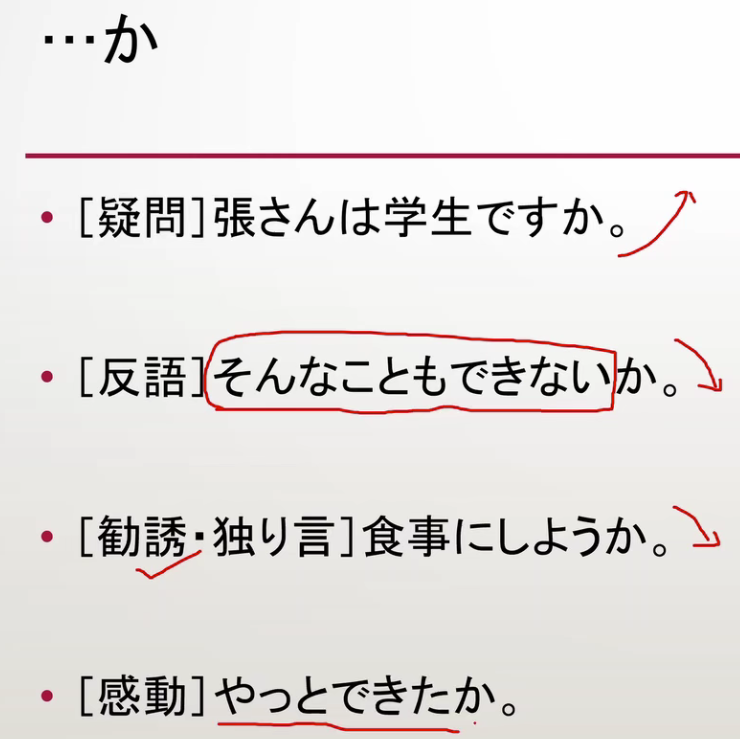 …か
• [疑問]張さんは学生ですか。
• [反語]そんなこともできないか。
• [勧誘・独り言]食事にしようか。
• [感動]やっとできたか。